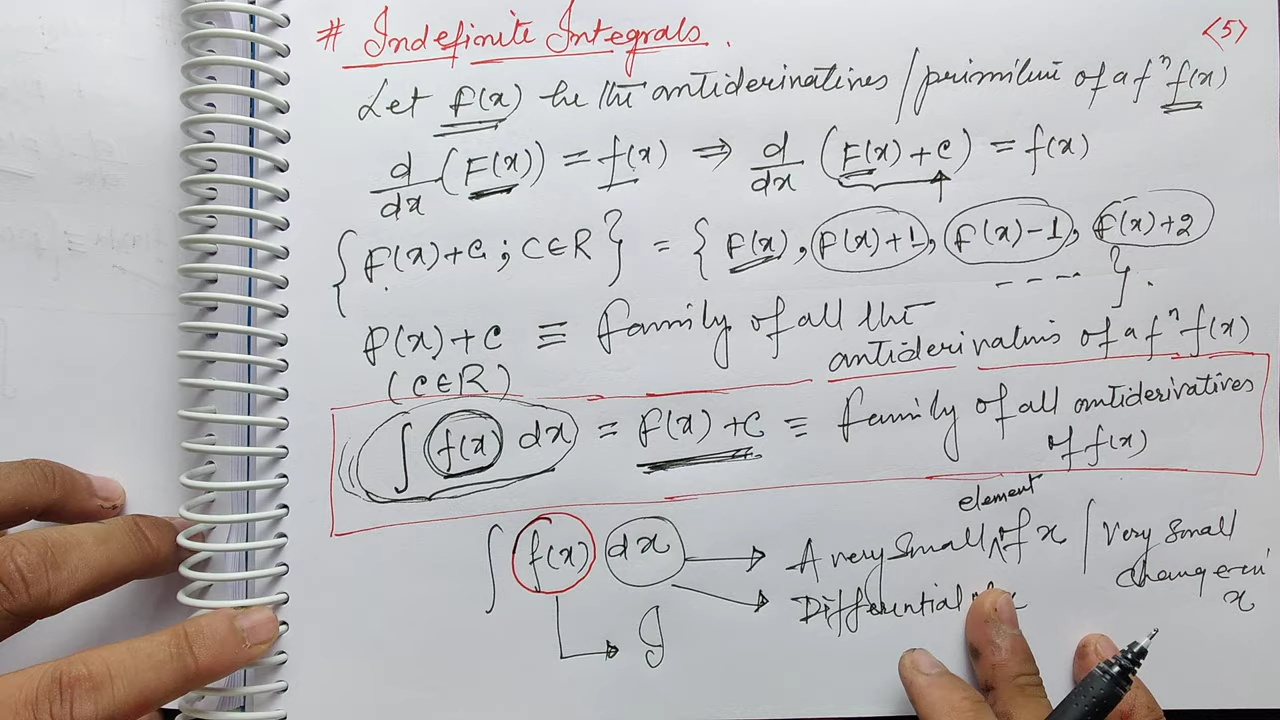 # Indefinite Integrals.
<5>
Let F(x) be the antiderivatives / primitive of a fⁿ f(x)
d/dx (F(x)) = f(x) ⇒ d/dx (F(x) + c) = f(x)
{F(x)+C ; C∈R} = {F(x), F(x)+1, F(x)-1, F(x)+2
---- }.
F(x) + C ≡ Family of all the
antiderivatives of a fⁿ f(x)
(C∈R)
∫ f(x) dx = F(x) + C ≡ Family of all antiderivatives
of f(x)
element
∫ f(x) dx → A very small ^ of x / Very small
change in
x
→ Differential of x